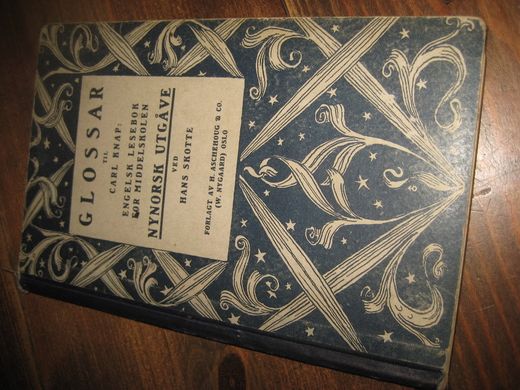 GLOSSAR
TIL
CARL KNAP:
ENGELSK LESEBOK
FOR MIDDELSKOLEN
NYNORSK UTGÅVE
VED
HANS SKOTTE
FORLAGT AV H. ASCHEHOUG & CO.
(W. NYGAARD) OSLO